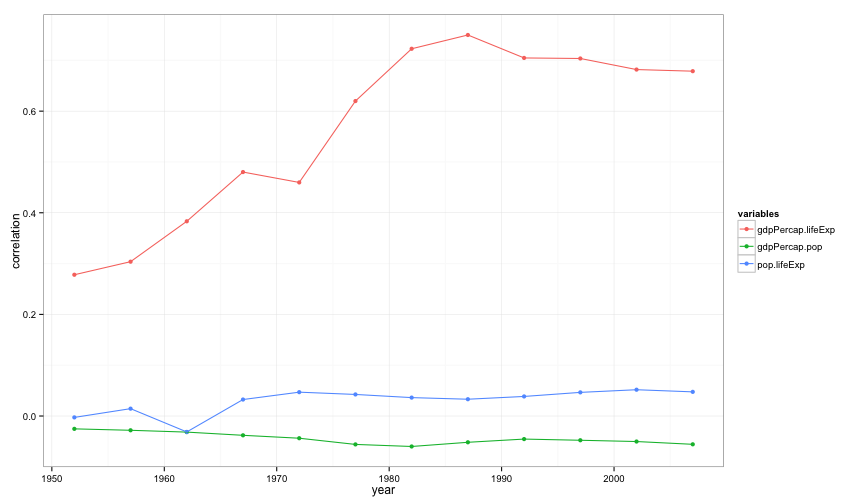 0.6
0.4
0.2
0.0
correlation
1950
1960
1970
1980
1990
2000
year
variables
gdpPercap.lifeExp
gdpPercap.pop
pop.lifeExp